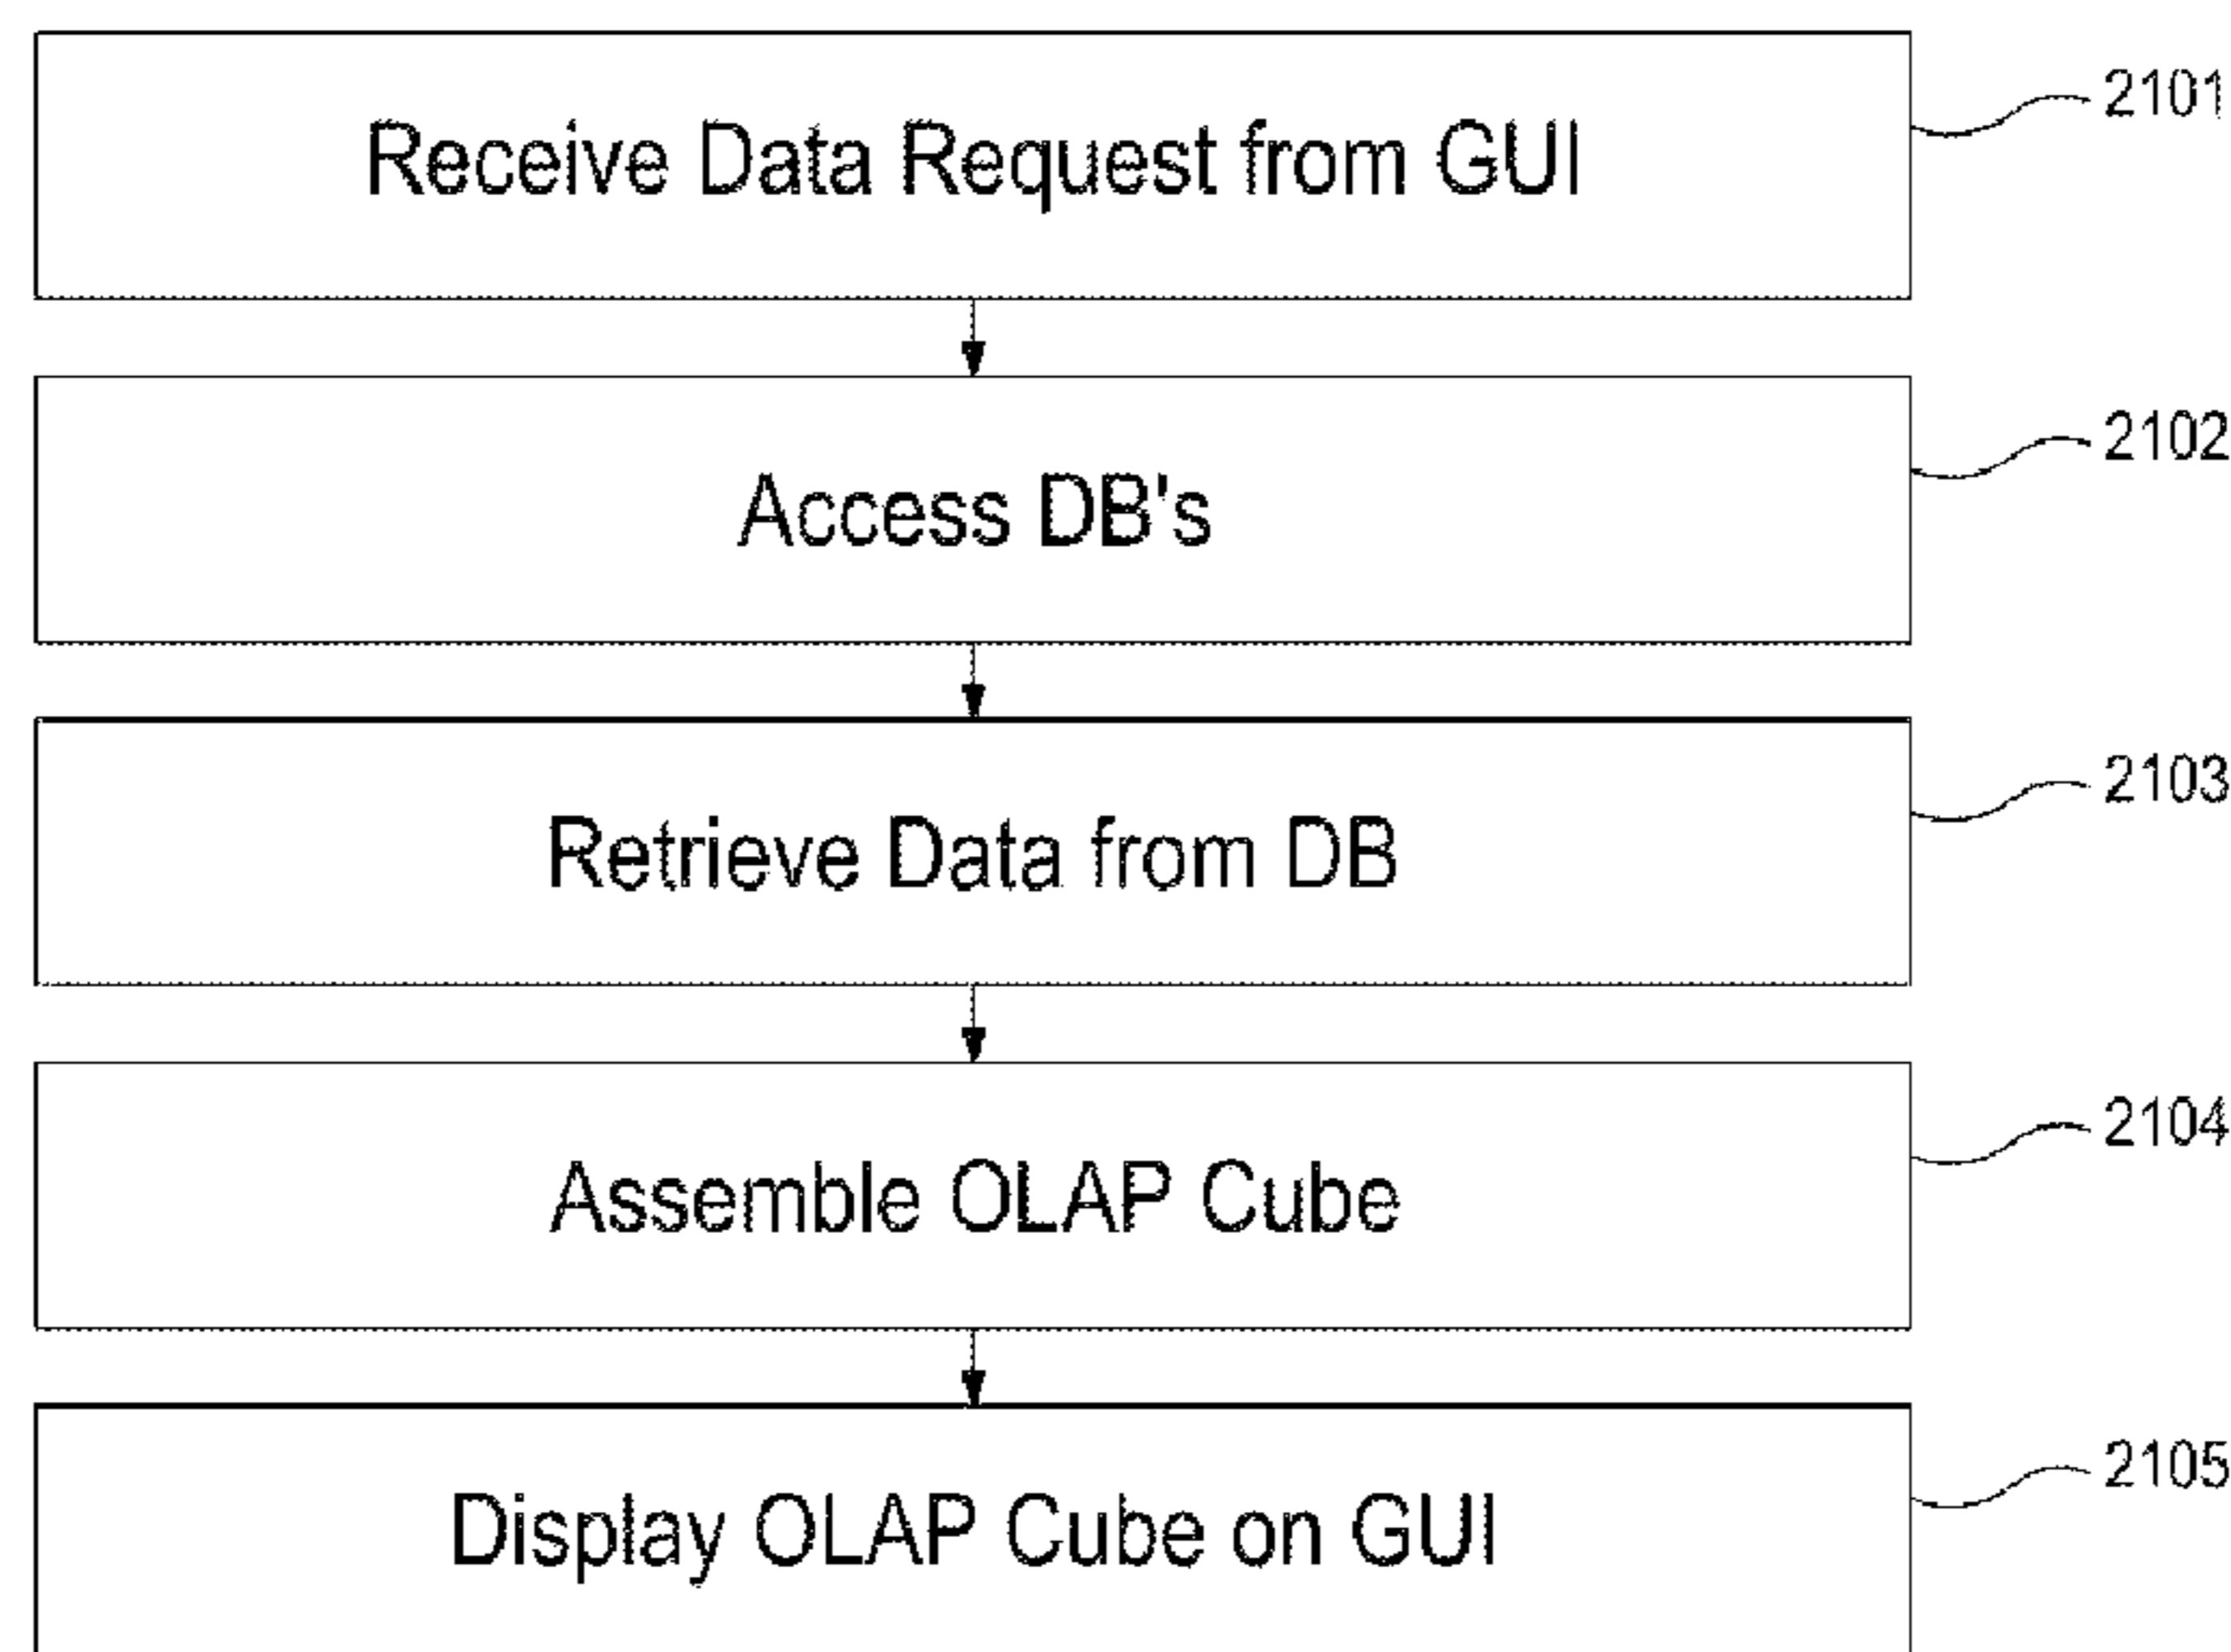 Receive Data Request from GUI
2101
Access DB's
2102
Retrieve Data from DB
2103
Assemble OLAP Cube
2104
Display OLAP Cube on GUI
2105